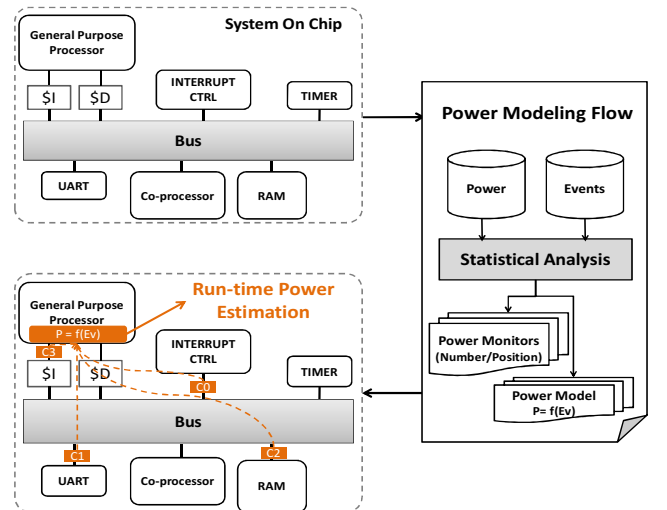 System On Chip
General Purpose
Processor
$I
$D
INTERRUPT
CTRL
TIMER
Bus
UART
Co-processor
RAM
Power Modeling Flow
Power
Events
Statistical Analysis
Power Monitors
(Number/Position)
Power Model
P= f(Ev)
General Purpose
Processor
P = f(Ev)
Run-time Power
Estimation
C3
$I
$D
INTERRUPT
CTRL
C0
TIMER
Bus
C1
C2
UART
Co-processor
RAM